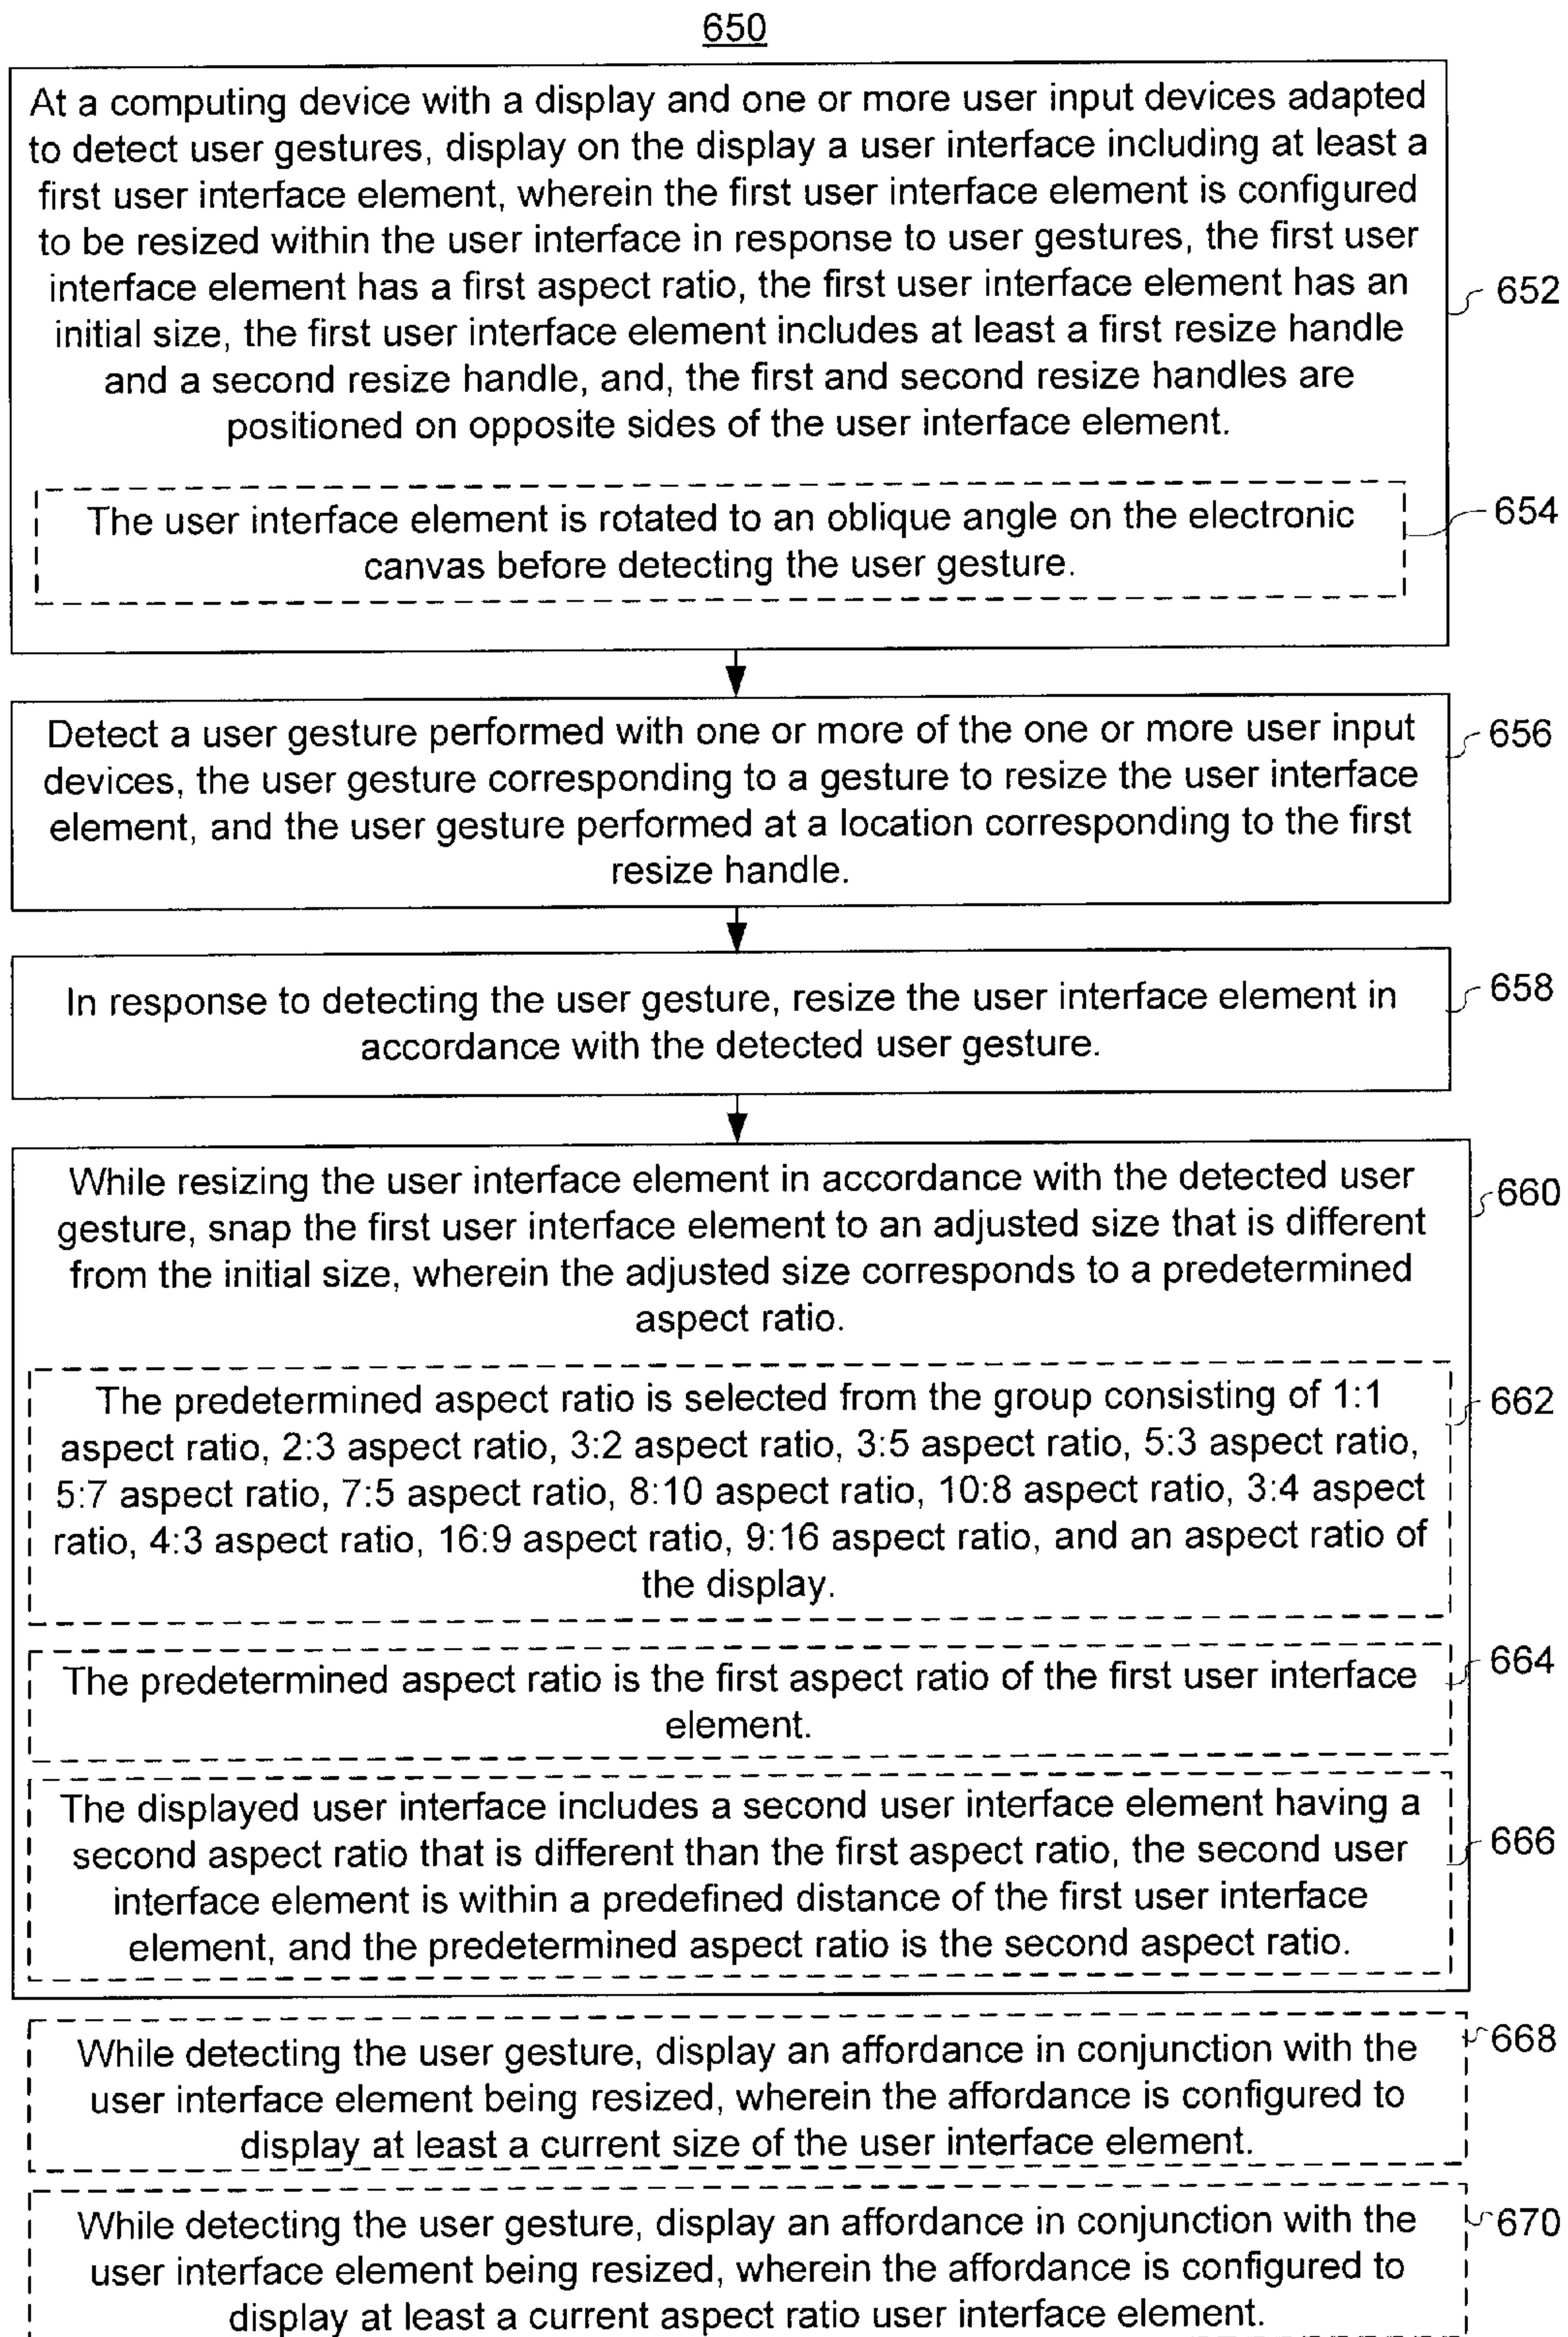 650
At a computing device with a display and one or more user input devices adapted
to detect user gestures, display on the display a user interface including at least a
first user interface element, wherein the first user interface element is configured
to be resized within the user interface in response to user gestures, the first user
interface element has a first aspect ratio, the first user interface element has an
initial size, the first user interface element includes at least a first resize handle
and a second resize handle, and, the first and second resize handles are
positioned on opposite sides of the user interface element.
652
The user interface element is rotated to an oblique angle on the electronic
canvas before detecting the user gesture.
654
Detect a user gesture performed with one or more of the one or more user input
devices, the user gesture corresponding to a gesture to resize the user interface
element, and the user gesture performed at a location corresponding to the first
resize handle.
656
In response to detecting the user gesture, resize the user interface element in
accordance with the detected user gesture.
658
While resizing the user interface element in accordance with the detected user
gesture, snap the first user interface element to an adjusted size that is different
from the initial size, wherein the adjusted size corresponds to a predetermined
aspect ratio.
660
The predetermined aspect ratio is selected from the group consisting of 1:1
aspect ratio, 2:3 aspect ratio, 3:2 aspect ratio, 3:5 aspect ratio, 5:3 aspect ratio,
5:7 aspect ratio, 7:5 aspect ratio, 8:10 aspect ratio, 10:8 aspect ratio, 3:4 aspect
ratio, 4:3 aspect ratio, 16:9 aspect ratio, 9:16 aspect ratio, and an aspect ratio of
the display.
662
The predetermined aspect ratio is the first aspect ratio of the first user interface
element.
664
The displayed user interface includes a second user interface element having a
second aspect ratio that is different than the first aspect ratio, the second user
interface element is within a predefined distance of the first user interface
element, and the predetermined aspect ratio is the second aspect ratio.
666
While detecting the user gesture, display an affordance in conjunction with the
user interface element being resized, wherein the affordance is configured to
display at least a current size of the user interface element.
668
While detecting the user gesture, display an affordance in conjunction with the
user interface element being resized, wherein the affordance is configured to
display at least a current aspect ratio user interface element.
670